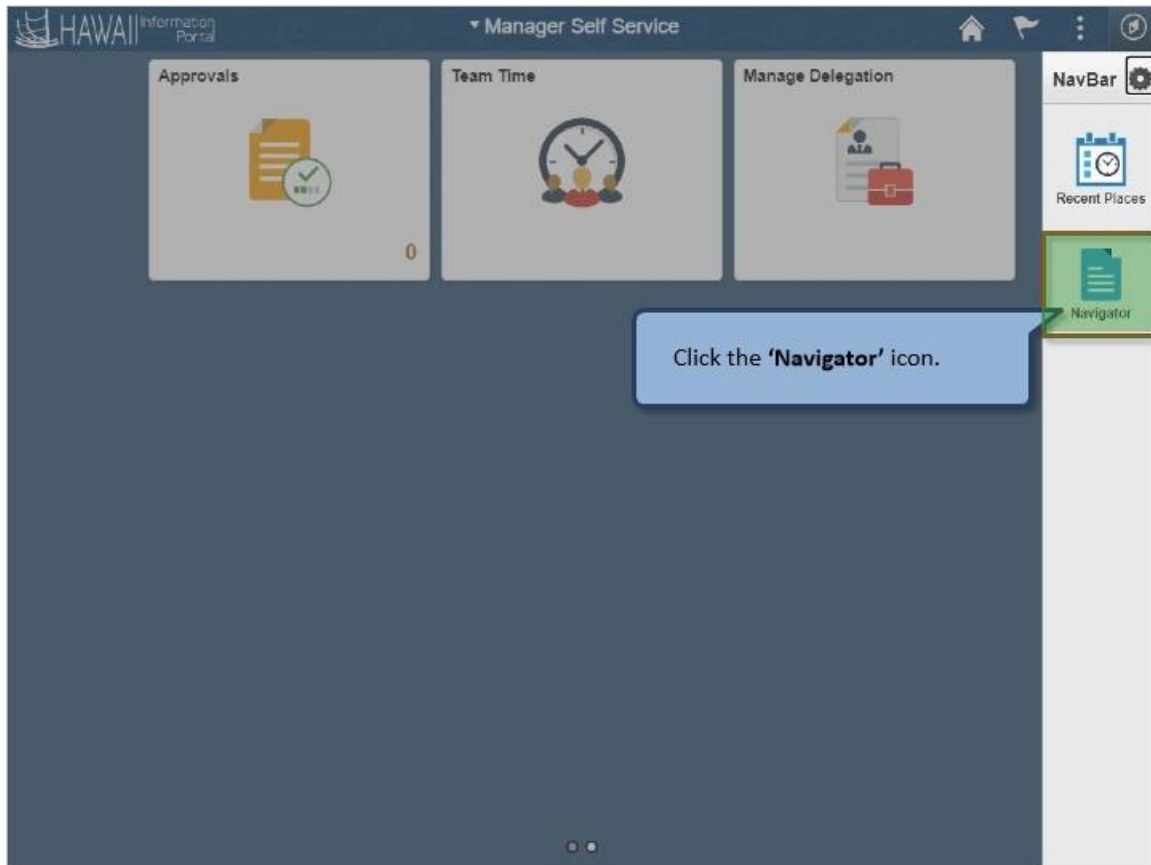 HAWAII Information
Portal
Manager Self Service
NavBar
Approvals
0
Team Time
Manage Delegation
Recent Places
Navigator
Click the ‘Navigator’ icon.